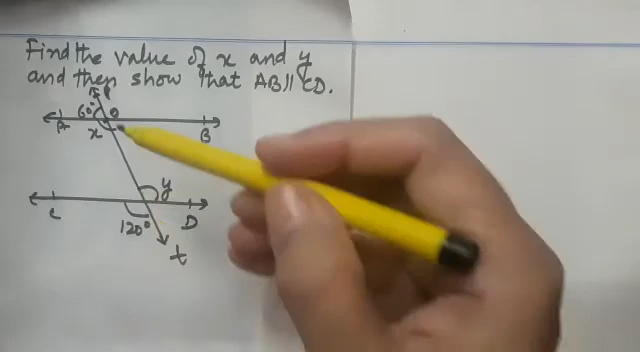 Find the value of x and y
and then show that AB || CD.
60° O
A x B
y
C 120° D
t